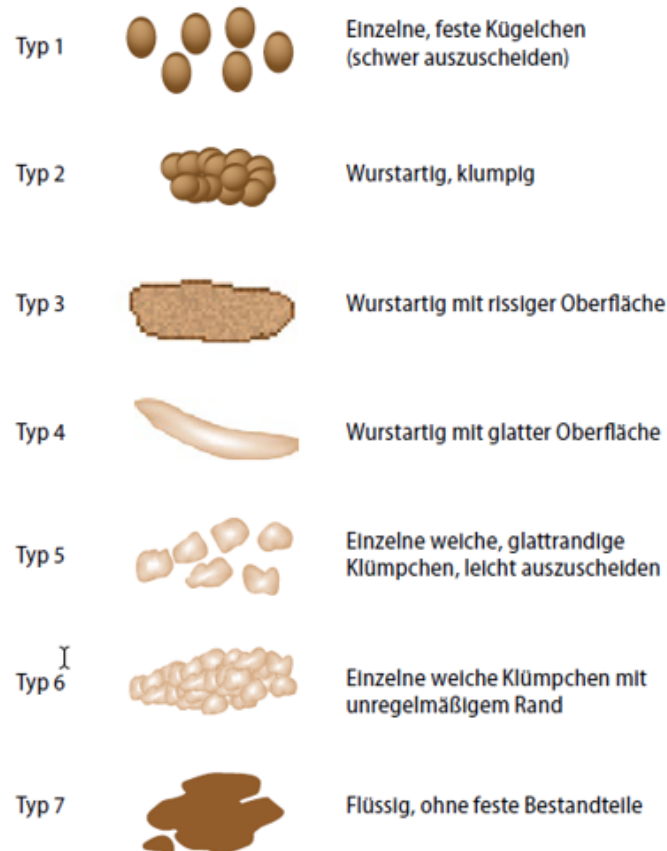 Typ 1
Einzelne, feste Kügelchen
(schwer auszuscheiden)
Typ 2
Wurstartig, klumpig
Typ 3
Wurstartig mit rissiger Oberfläche
Typ 4
Wurstartig mit glatter Oberfläche
Typ 5
Einzelne weiche, glattrandige
Klümpchen, leicht auszuscheiden
Typ 6
Einzelne weiche Klümpchen mit
unregelmäßigem Rand
Typ 7
Flüssig, ohne feste Bestandteile